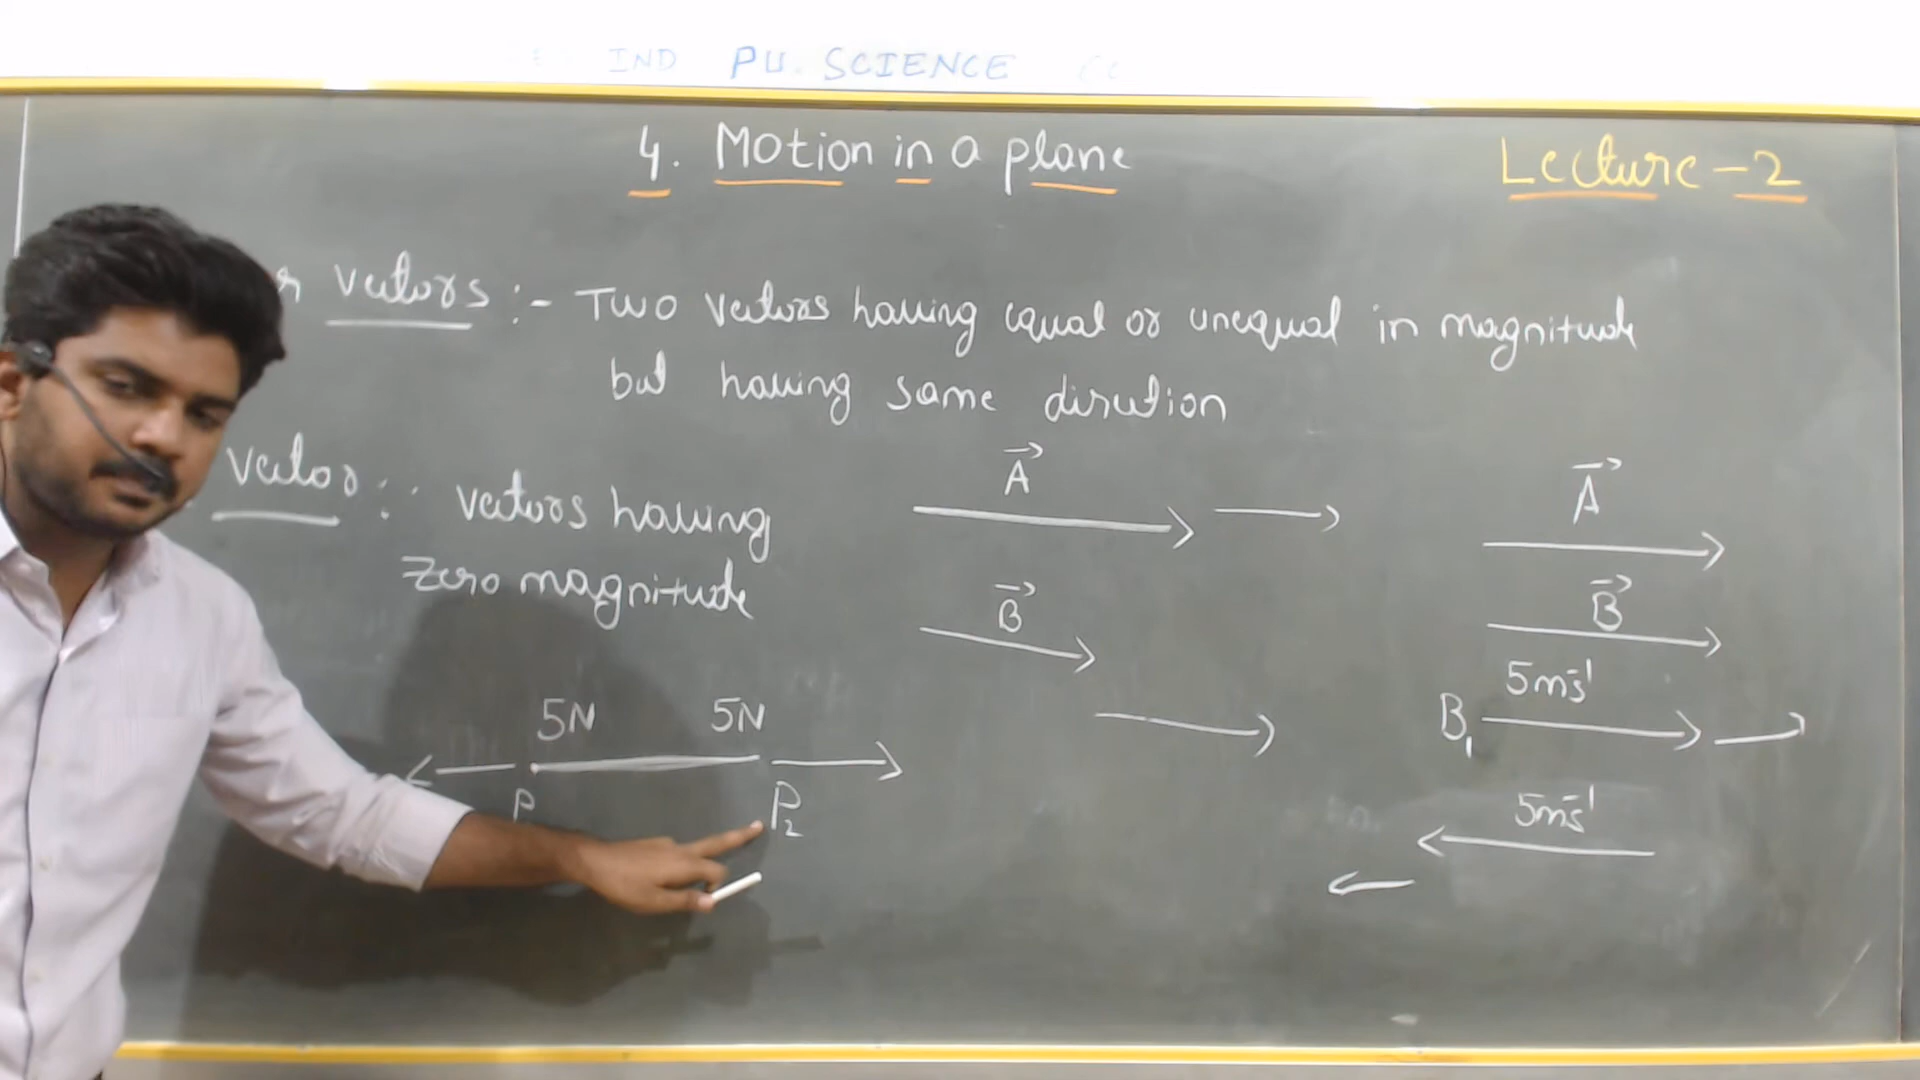 IND PU. SCIENCE
4. Motion in a plane
Lecture - 2
vectors :- Two vectors having equal or unequal in magnitude
but having same direction
vector : vectors having
zero magnitude
A
B
A
B
5N 5N
P P2
5ms-1
B1
5ms-1